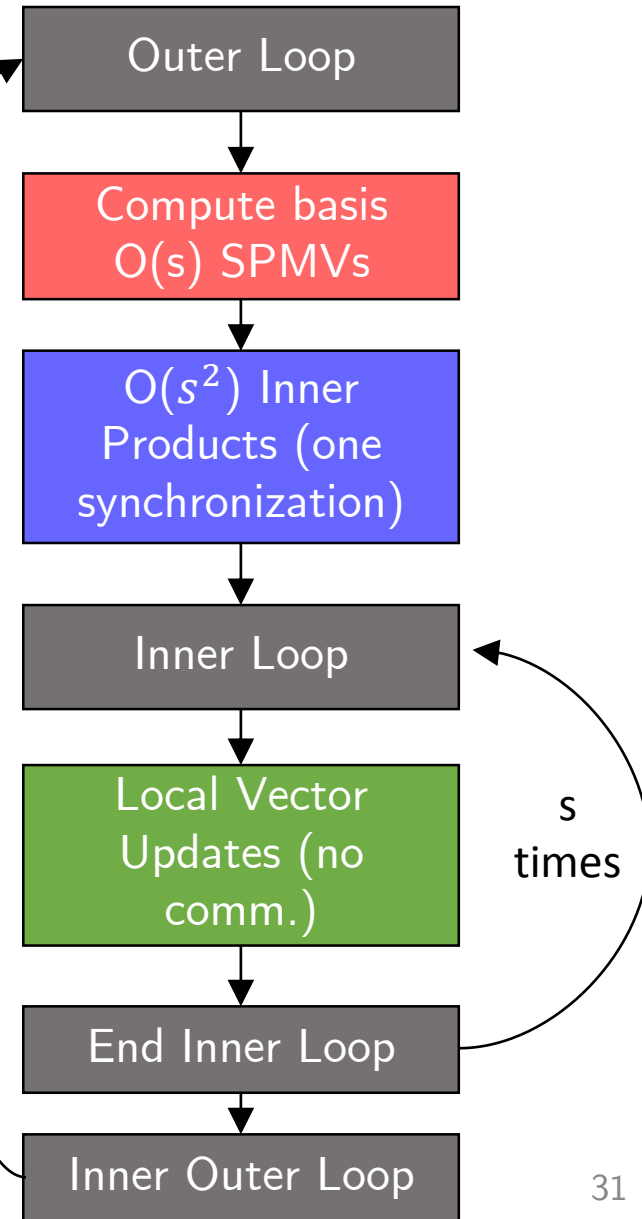 Outer Loop
Compute basis
O(s) SPMVs
O(s²) Inner
Products (one
synchronization)
Inner Loop
Local Vector
Updates (no
comm.)
s
times
End Inner Loop
Inner Outer Loop
31